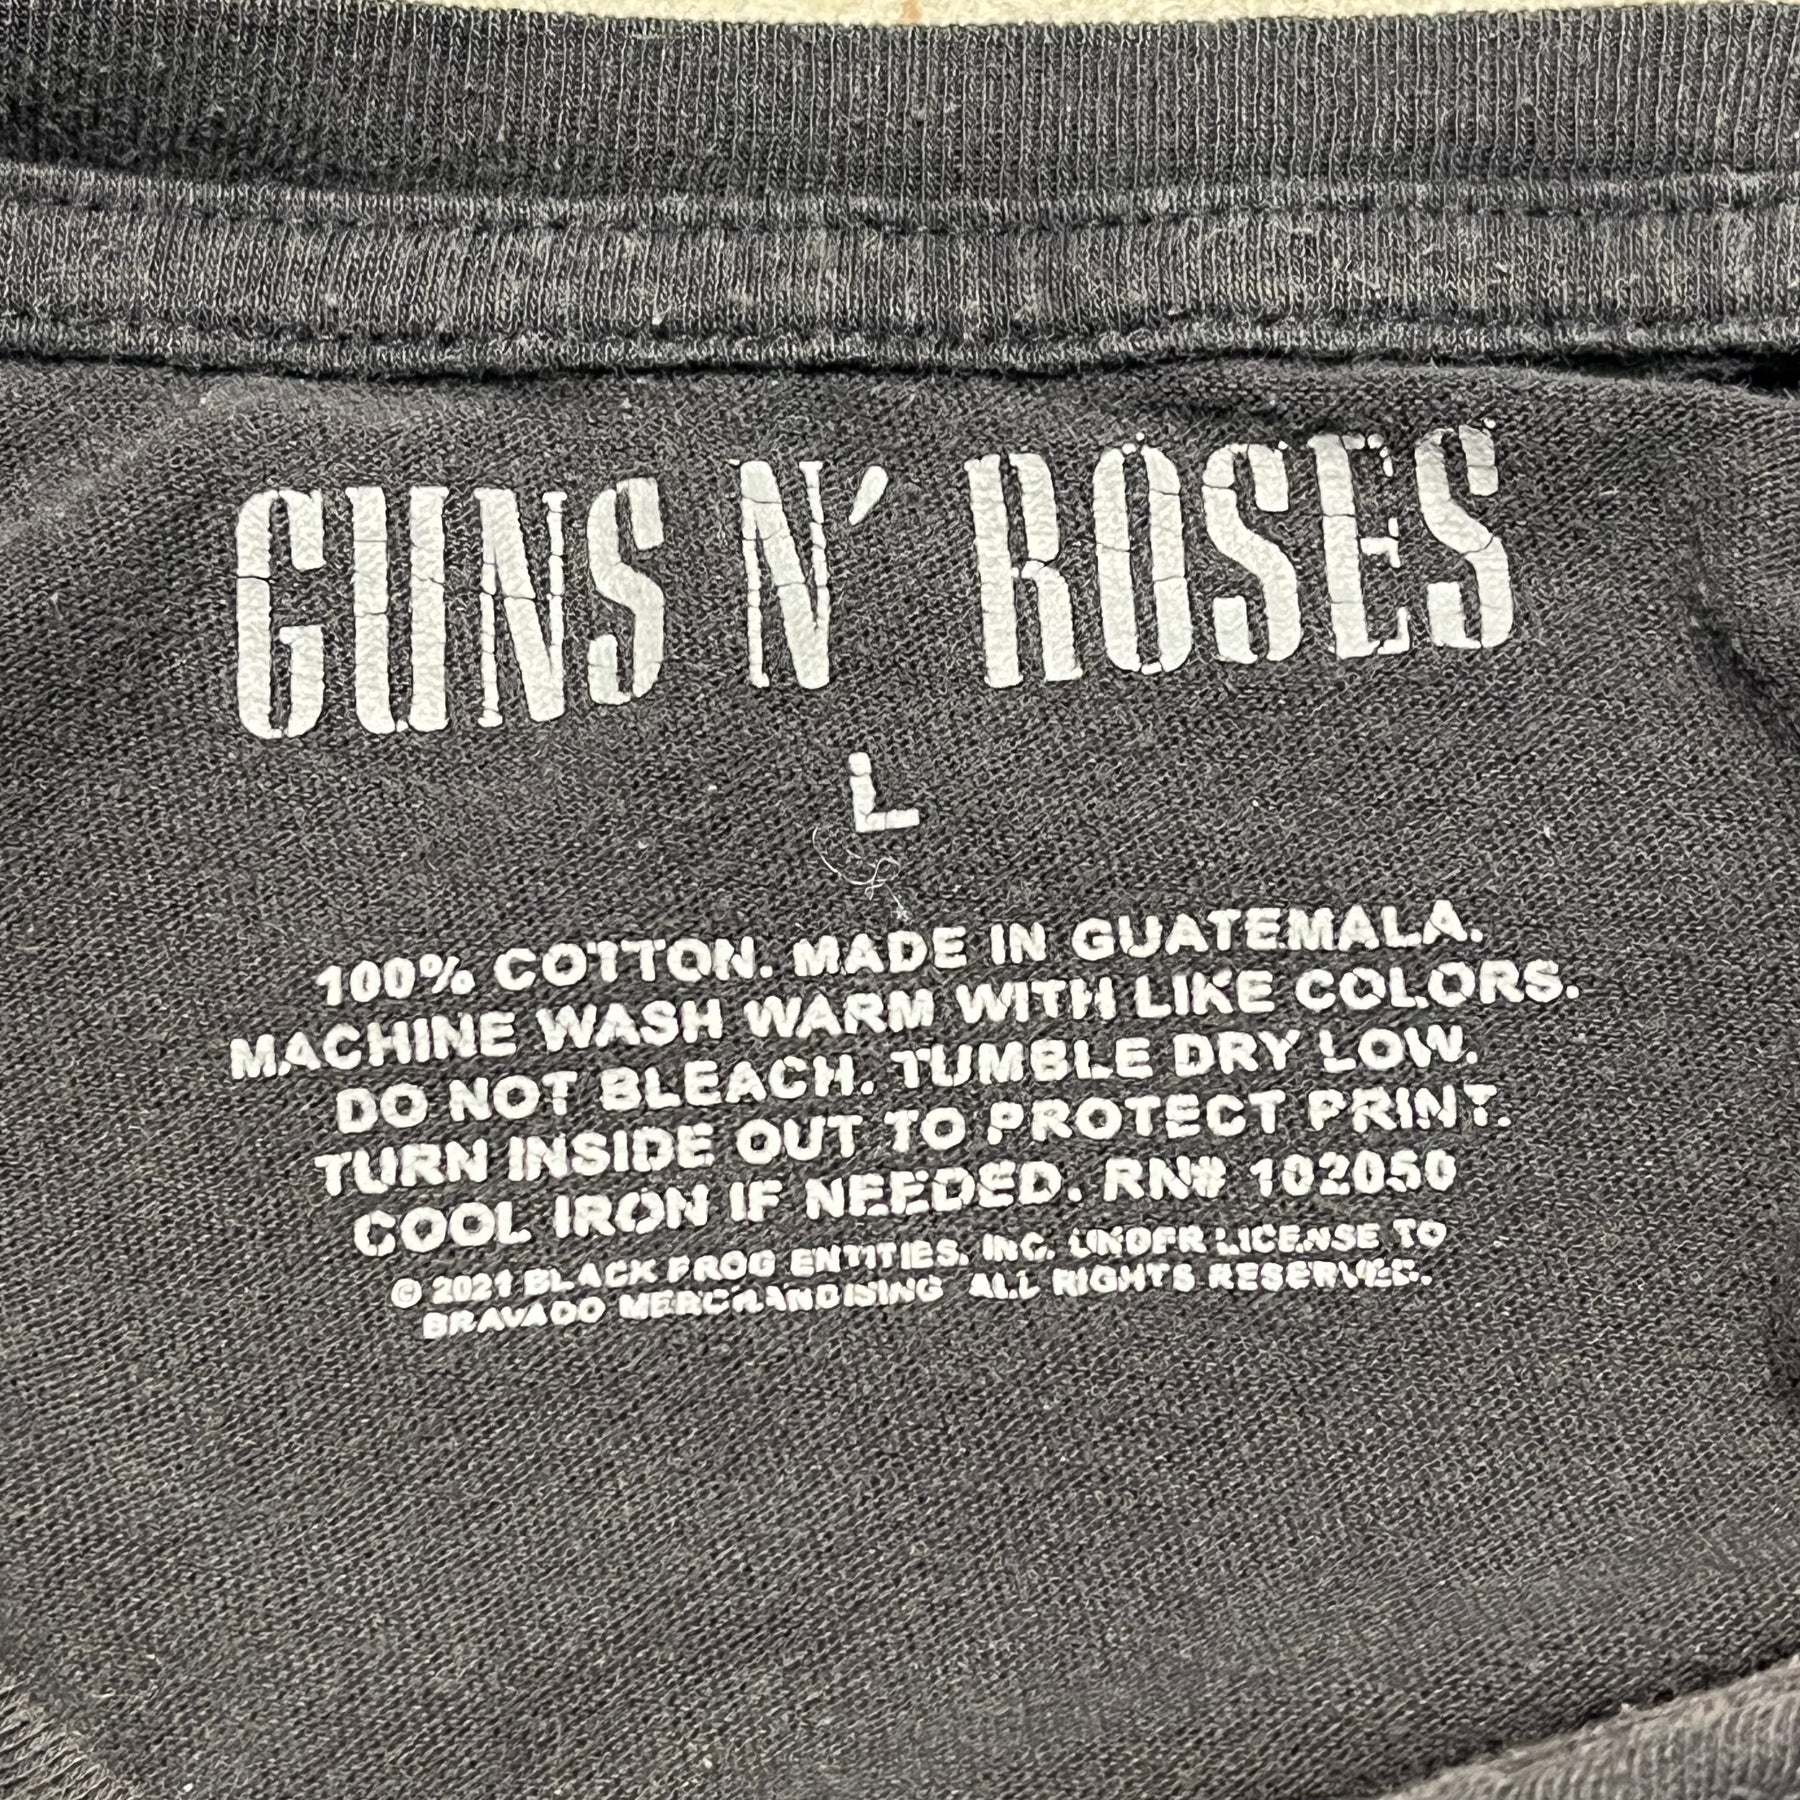 GUNS N' ROSES
L
100% COTTON. MADE IN GUATEMALA.
MACHINE WASH WARM WITH LIKE COLORS.
DO NOT BLEACH. TUMBLE DRY LOW.
TURN INSIDE OUT TO PROTECT PRINT.
COOL IRON IF NEEDED. RN# 102050
© 2021 BLACK FROG ENTITIES, INC. UNDER LICENSE TO
BRAVADO MERCHANDISING ALL RIGHTS RESERVED.